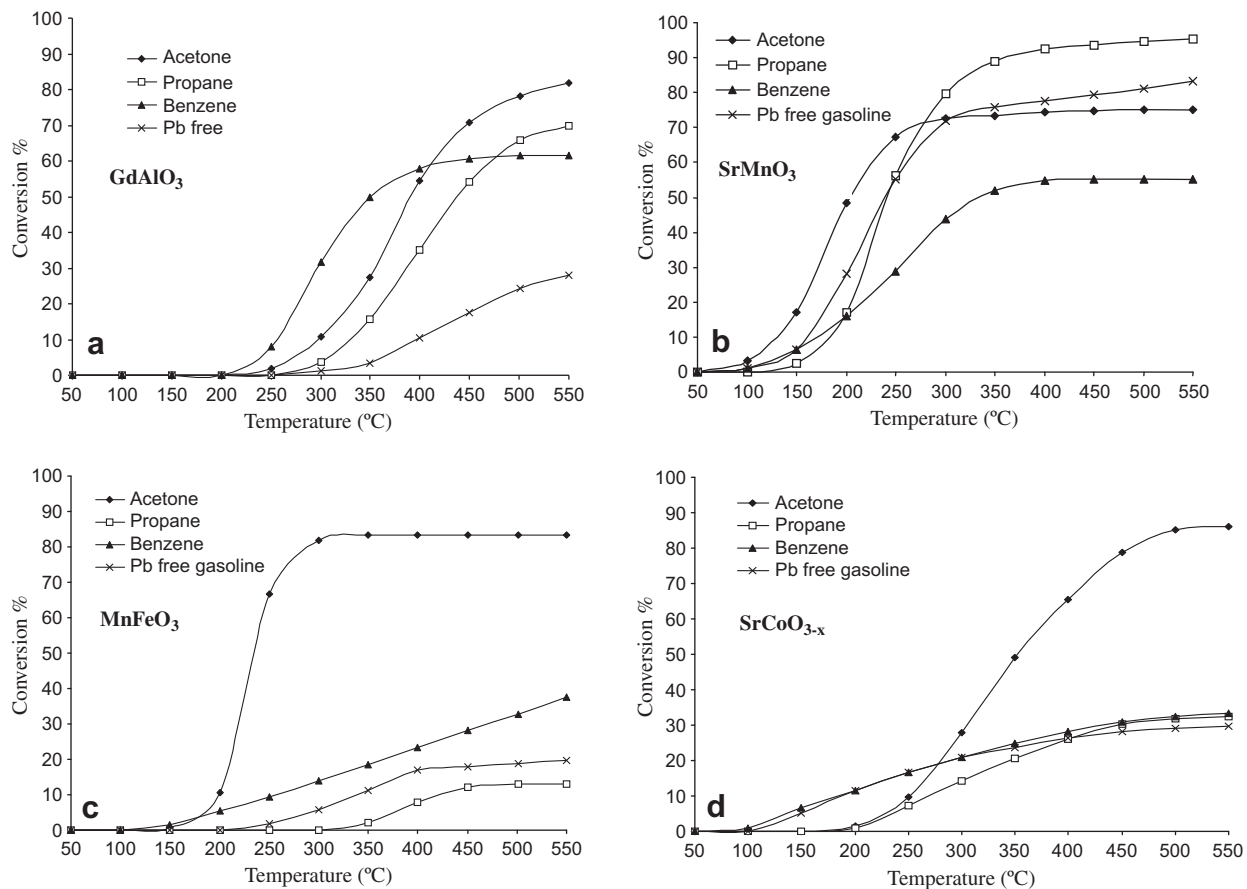 100
90
80
70
60
50
40
30
20
10
0
Conversion %
Acetone
Propane
Benzene
Pb free
GdAlO₃
a
50 100 150 200 250 300 350 400 450 500 550
Temperature (ºC)
100
90
80
70
60
50
40
30
20
10
0
Conversion %
Acetone
Propane
Benzene
Pb free gasoline
SrMnO₃
b
50 100 150 200 250 300 350 400 450 500 550
Temperature (ºC)
100
90
80
70
60
50
40
30
20
10
0
Conversion %
Acetone
Propane
Benzene
Pb free gasoline
MnFeO₃
c
50 100 150 200 250 300 350 400 450 500 550
Temperature (ºC)
100
90
80
70
60
50
40
30
20
10
0
Conversion %
Acetone
Propane
Benzene
Pb free gasoline
SrCoO₃₋ₓ
d
50 100 150 200 250 300 350 400 450 500 550
Temperature (ºC)